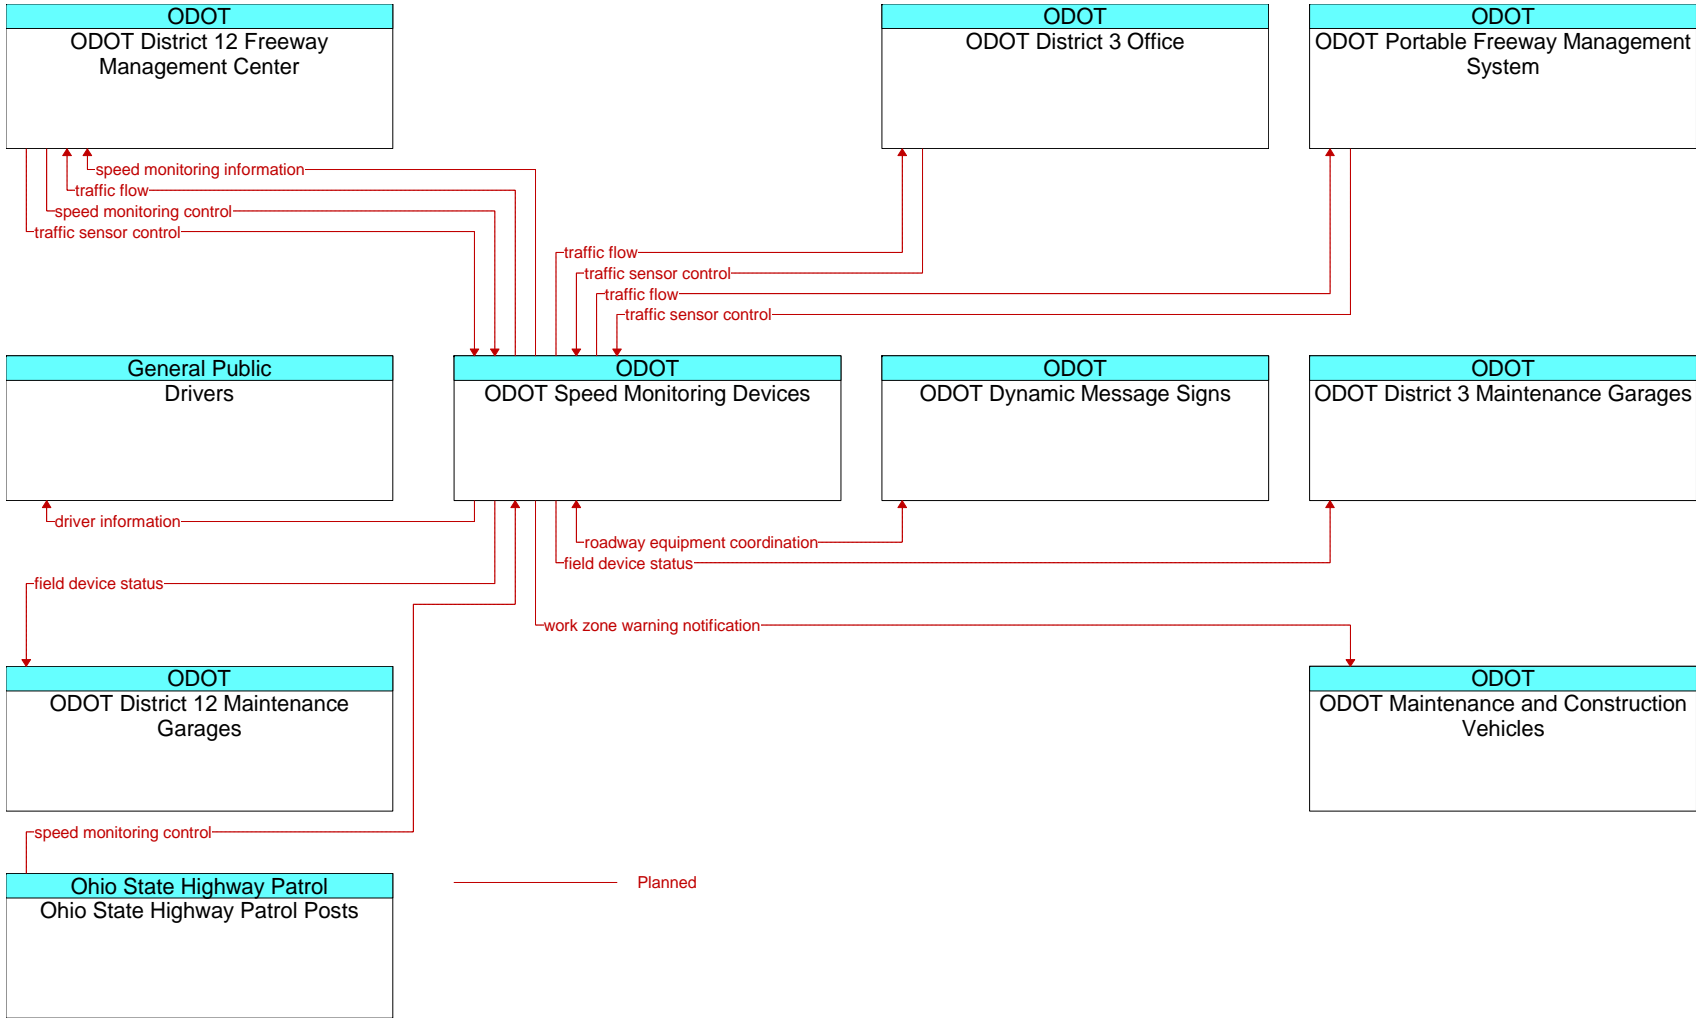 ODOT
ODOT District 12 Freeway
Management Center
ODOT
ODOT District 3 Office
ODOT
ODOT Portable Freeway Management
System
speed monitoring information
traffic flow
speed monitoring control
traffic sensor control
traffic flow
traffic sensor control
traffic flow
traffic sensor control
General Public
Drivers
ODOT
ODOT Speed Monitoring Devices
ODOT
ODOT Dynamic Message Signs
ODOT
ODOT District 3 Maintenance Garages
driver information
roadway equipment coordination
field device status
field device status
work zone warning notification
ODOT
ODOT District 12 Maintenance
Garages
ODOT
ODOT Maintenance and Construction
Vehicles
speed monitoring control
Ohio State Highway Patrol
Ohio State Highway Patrol Posts
Planned